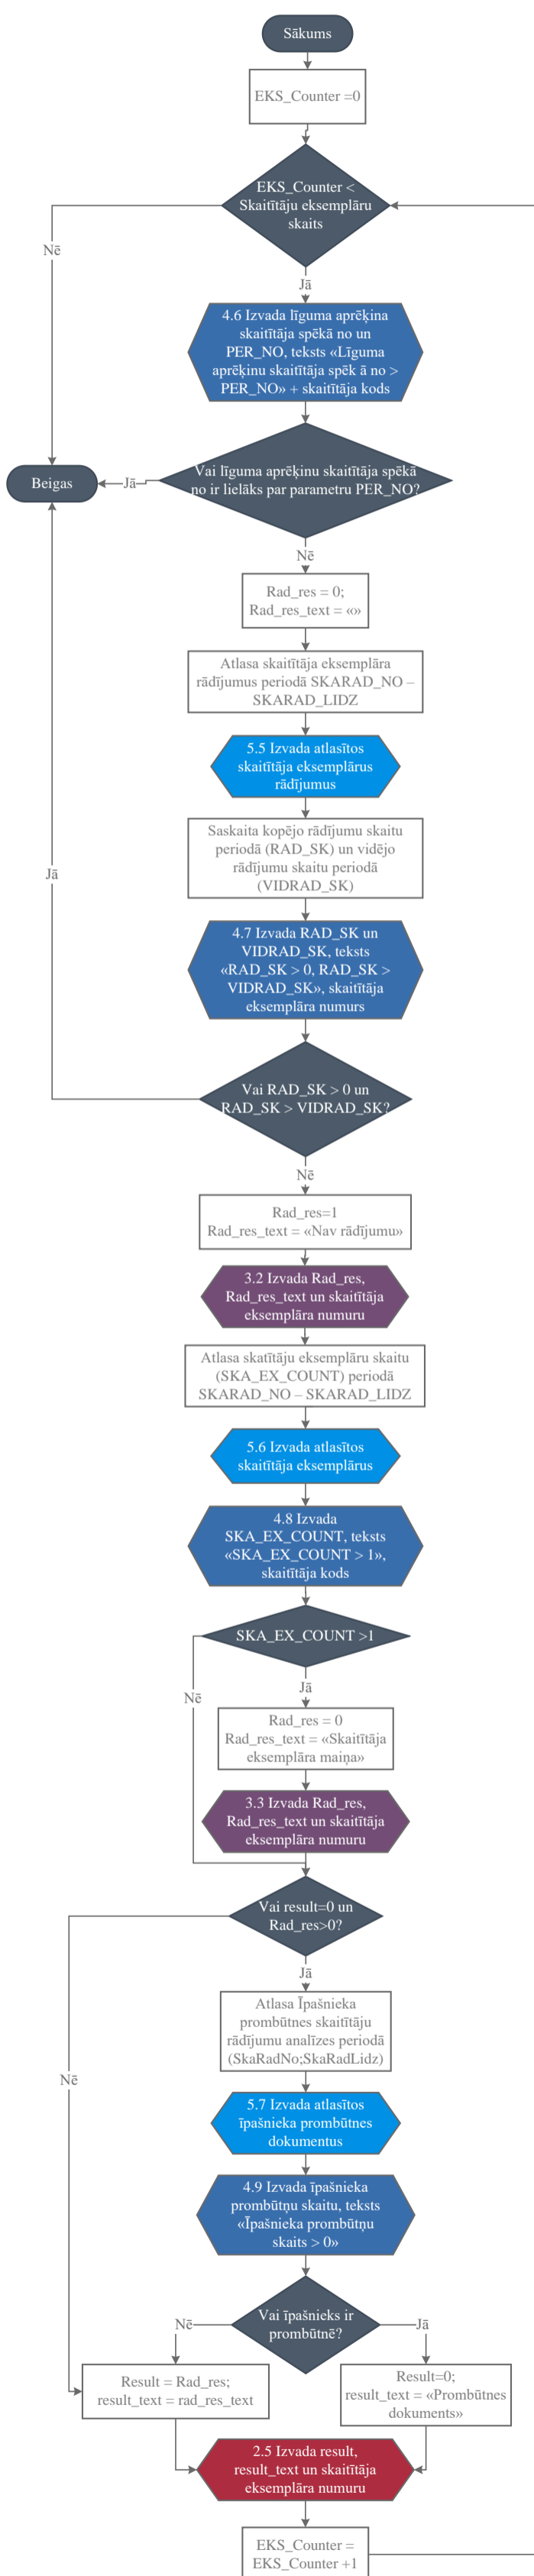 Sākums
EKS_Counter =0
EKS_Counter <
Skaitītāju eksemplāru
skaits
Nē
Jā
4.6 Izvada līguma aprēķina
skaitītāja spēkā no un
PER_NO, teksts «Līguma
aprēķinu skaitītāja spēk ā no >
PER_NO» + skaitītāja kods
Vai līguma aprēķinu skaitītāja spēkā
no ir lielāks par parametru PER_NO?
Jā
Beigas
Nē
Rad_res = 0;
Rad_res_text = «»
Atlasa skaitītāja eksemplāra
rādījumus periodā SKARAD_NO –
SKARAD_LIDZ
5.5 Izvada atlasītos
skaitītāja eksemplārus
rādījumus
Saskaita kopējo rādījumu skaitu
periodā (RAD_SK) un vidējo
rādījumu skaitu periodā
(VIDRAD_SK)
Jā
4.7 Izvada RAD_SK un
VIDRAD_SK, teksts
«RAD_SK > 0, RAD_SK >
VIDRAD_SK», skaitītāja
eksemplāra numurs
Vai RAD_SK > 0 un
RAD_SK > VIDRAD_SK?
Nē
Rad_res=1
Rad_res_text = «Nav rādījumu»
3.2 Izvada Rad_res,
Rad_res_text un skaitītāja
eksemplāra numuru
Atlasa skatītāju eksemplāru skaitu
(SKA_EX_COUNT) periodā
SKARAD_NO – SKARAD_LIDZ
5.6 Izvada atlasītos
skaitītāja eksemplārus
4.8 Izvada
SKA_EX_COUNT, teksts
«SKA_EX_COUNT > 1»,
skaitītāja kods
SKA_EX_COUNT >1
Jā
Nē
Rad_res = 0
Rad_res_text = «Skaitītāja
eksemplāra maiņa»
3.3 Izvada Rad_res,
Rad_res_text un skaitītāja
eksemplāra numuru
Vai result=0 un
Rad_res>0?
Jā
Atlasa Īpašnieka
prombūtnes skaitītāju
rādījumu analīzes periodā
(SkaRadNo;SkaRadLidz)
Nē
5.7 Izvada atlasītos
īpašnieka prombūtnes
dokumentus
4.9 Izvada īpašnieka
prombūtņu skaitu, teksts
«Īpašnieka prombūtņu
skaits > 0»
Vai īpašnieks ir
prombūtnē?
Nē
Jā
Result = Rad_res;
result_text = rad_res_text
Result=0;
result_text = «Prombūtnes
dokuments»
2.5 Izvada result,
result_text un skaitītāja
eksemplāra numuru
EKS_Counter =
EKS_Counter +1